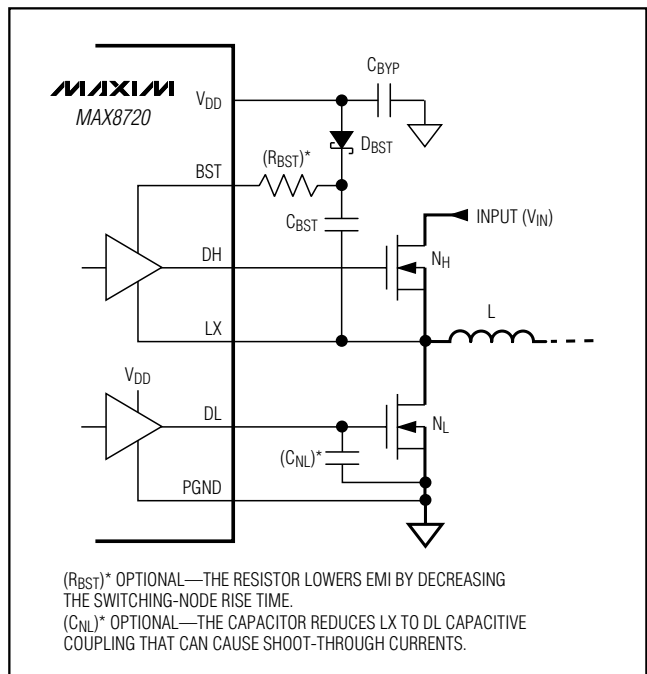 MAXIM
MAX8720
VDD
CBYP
DBST
(RBST)*
BST
CBST
INPUT (VIN)
DH
NH
L
LX
VDD
DL
NL
(CNL)*
PGND
(RBST)* OPTIONAL—THE RESISTOR LOWERS EMI BY DECREASING
THE SWITCHING-NODE RISE TIME.
(CNL)* OPTIONAL—THE CAPACITOR REDUCES LX TO DL CAPACITIVE
COUPLING THAT CAN CAUSE SHOOT-THROUGH CURRENTS.